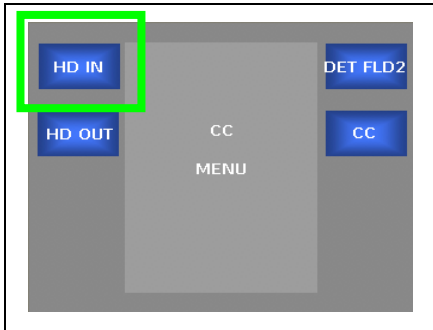 HD IN
DET FLD2
HD OUT
CC
CC
MENU